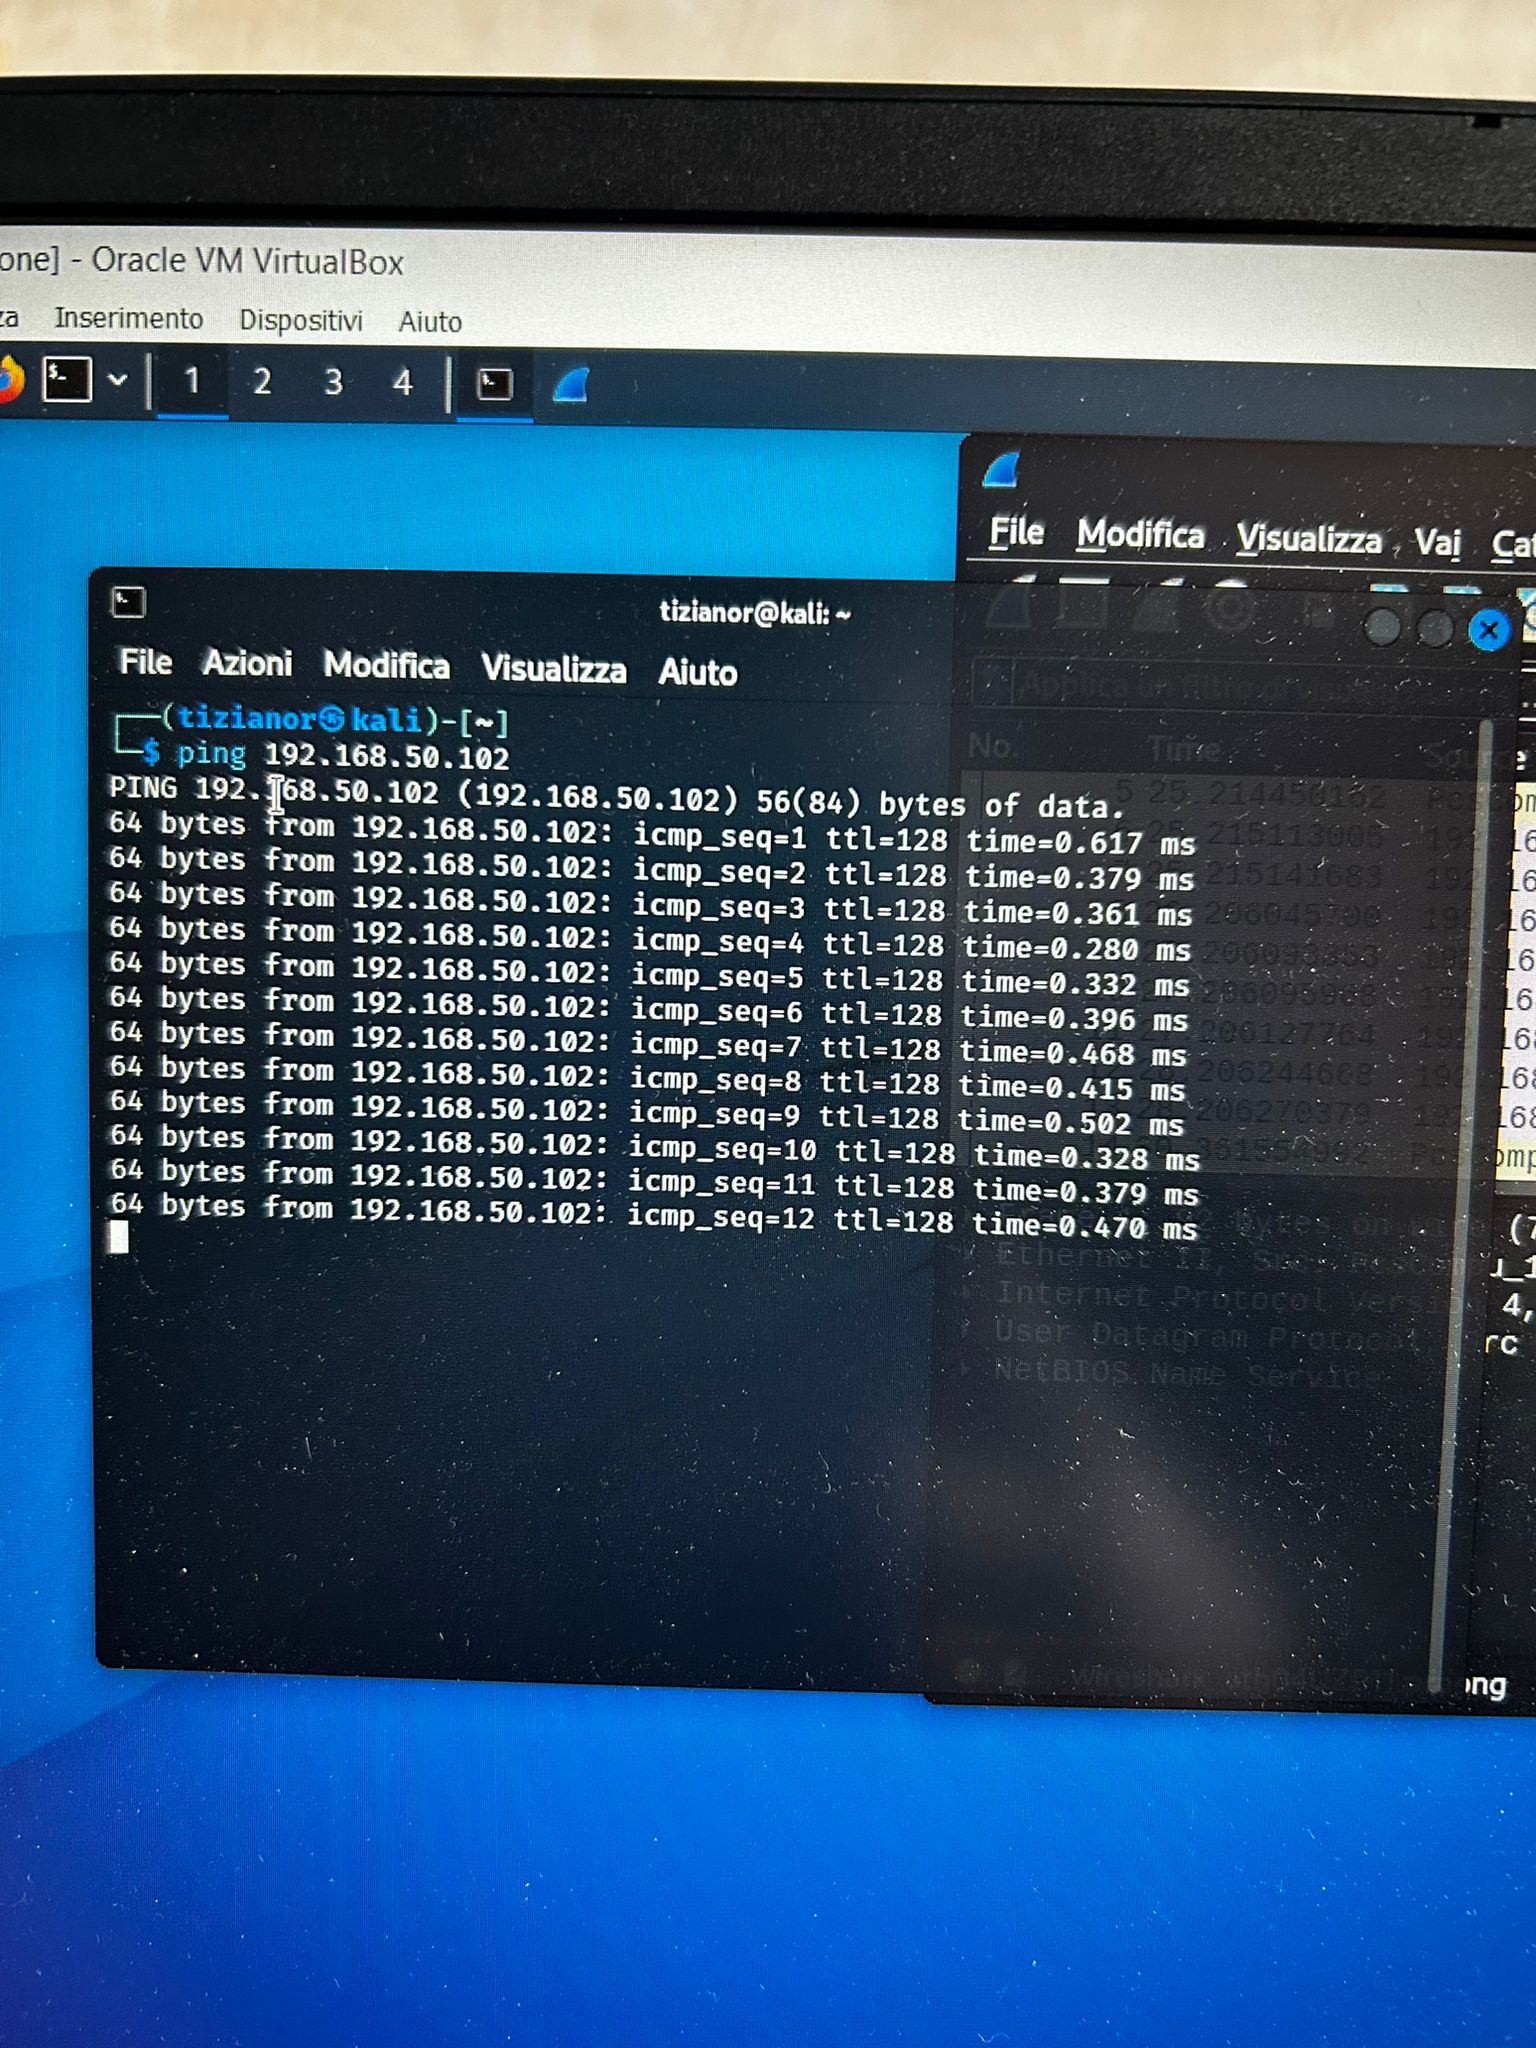 one] - Oracle VM VirtualBox
za Inserimento Dispositivi Aiuto
1 2 3 4
File Modifica Visualizza Vai Cat
tizianor@kali: ~
File Azioni Modifica Visualizza Aiuto
Applica un filtro di
No. Time Source
(tizianor㉿kali)-[~]
$ ping 192.168.50.102
PING 192.168.50.102 (192.168.50.102) 56(84) bytes of data.
64 bytes from 192.168.50.102: icmp_seq=1 ttl=128 time=0.617 ms
64 bytes from 192.168.50.102: icmp_seq=2 ttl=128 time=0.379 ms
64 bytes from 192.168.50.102: icmp_seq=3 ttl=128 time=0.361 ms
64 bytes from 192.168.50.102: icmp_seq=4 ttl=128 time=0.280 ms
64 bytes from 192.168.50.102: icmp_seq=5 ttl=128 time=0.332 ms
64 bytes from 192.168.50.102: icmp_seq=6 ttl=128 time=0.396 ms
64 bytes from 192.168.50.102: icmp_seq=7 ttl=128 time=0.468 ms
64 bytes from 192.168.50.102: icmp_seq=8 ttl=128 time=0.415 ms
64 bytes from 192.168.50.102: icmp_seq=9 ttl=128 time=0.502 ms
64 bytes from 192.168.50.102: icmp_seq=10 ttl=128 time=0.328 ms
64 bytes from 192.168.50.102: icmp_seq=11 ttl=128 time=0.379 ms
64 bytes from 192.168.50.102: icmp_seq=12 ttl=128 time=0.470 ms
Ethernet II, Src:
Internet Protocol Versi 4,
User Datagram Protocol, rc
NetBIOS Name Service
ong